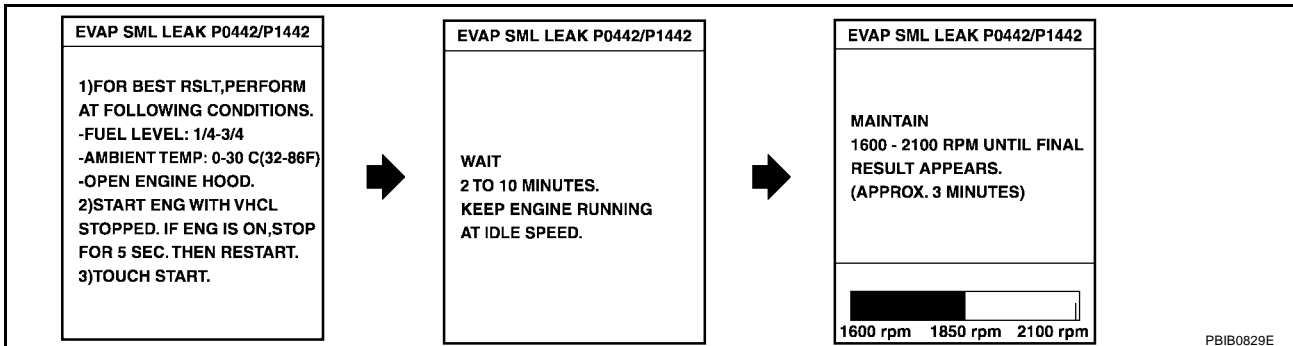 EVAP SML LEAK P0442/P1442
1)FOR BEST RSLT,PERFORM
AT FOLLOWING CONDITIONS.
-FUEL LEVEL: 1/4-3/4
-AMBIENT TEMP: 0-30 C(32-86F)
-OPEN ENGINE HOOD.
2)START ENG WITH VHCL
STOPPED. IF ENG IS ON,STOP
FOR 5 SEC. THEN RESTART.
3)TOUCH START.
EVAP SML LEAK P0442/P1442
WAIT
2 TO 10 MINUTES.
KEEP ENGINE RUNNING
AT IDLE SPEED.
EVAP SML LEAK P0442/P1442
MAINTAIN
1600 - 2100 RPM UNTIL FINAL
RESULT APPEARS.
(APPROX. 3 MINUTES)
1600 rpm 1850 rpm 2100 rpm
PBIB0829E